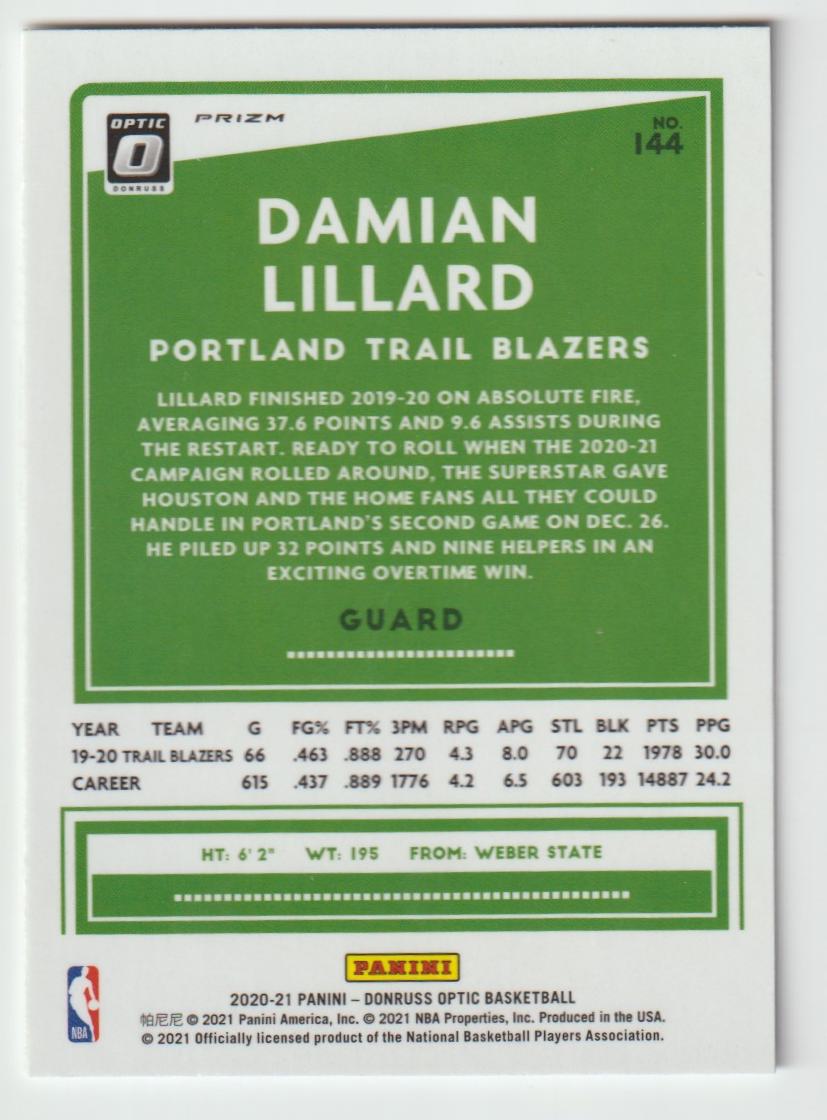 OPTIC
O
DONRUSS
PRIZM
NO.
144
DAMIAN
LILLARD
PORTLAND TRAIL BLAZERS
LILLARD FINISHED 2019-20 ON ABSOLUTE FIRE,
AVERAGING 37.6 POINTS AND 9.6 ASSISTS DURING
THE RESTART. READY TO ROLL WHEN THE 2020-21
CAMPAIGN ROLLED AROUND, THE SUPERSTAR GAVE
HOUSTON AND THE HOME FANS ALL THEY COULD
HANDLE IN PORTLAND'S SECOND GAME ON DEC. 26.
HE PILED UP 32 POINTS AND NINE HELPERS IN AN
EXCITING OVERTIME WIN.
GUARD
YEAR TEAM G FG% FT% 3PM RPG APG STL BLK PTS PPG
19-20 TRAIL BLAZERS 66 .463 .888 270 4.3 8.0 70 22 1978 30.0
CAREER 615 .437 .889 1776 4.2 6.5 603 193 14887 24.2
HT: 6' 2" WT: 195 FROM: WEBER STATE
PANINI
2020-21 PANINI – DONRUSS OPTIC BASKETBALL
帕尼尼 © 2021 Panini America, Inc. © 2021 NBA Properties, Inc. Produced in the USA.
© 2021 Officially licensed product of the National Basketball Players Association.
NBA